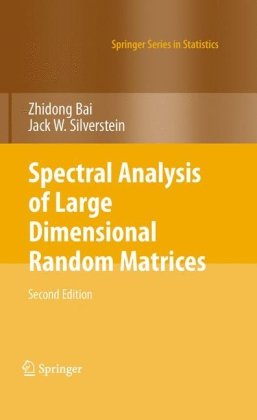 Springer Series in Statistics
Zhidong Bai
Jack W. Silverstein
Spectral Analysis
of Large
Dimensional
Random Matrices
Second Edition
Springer